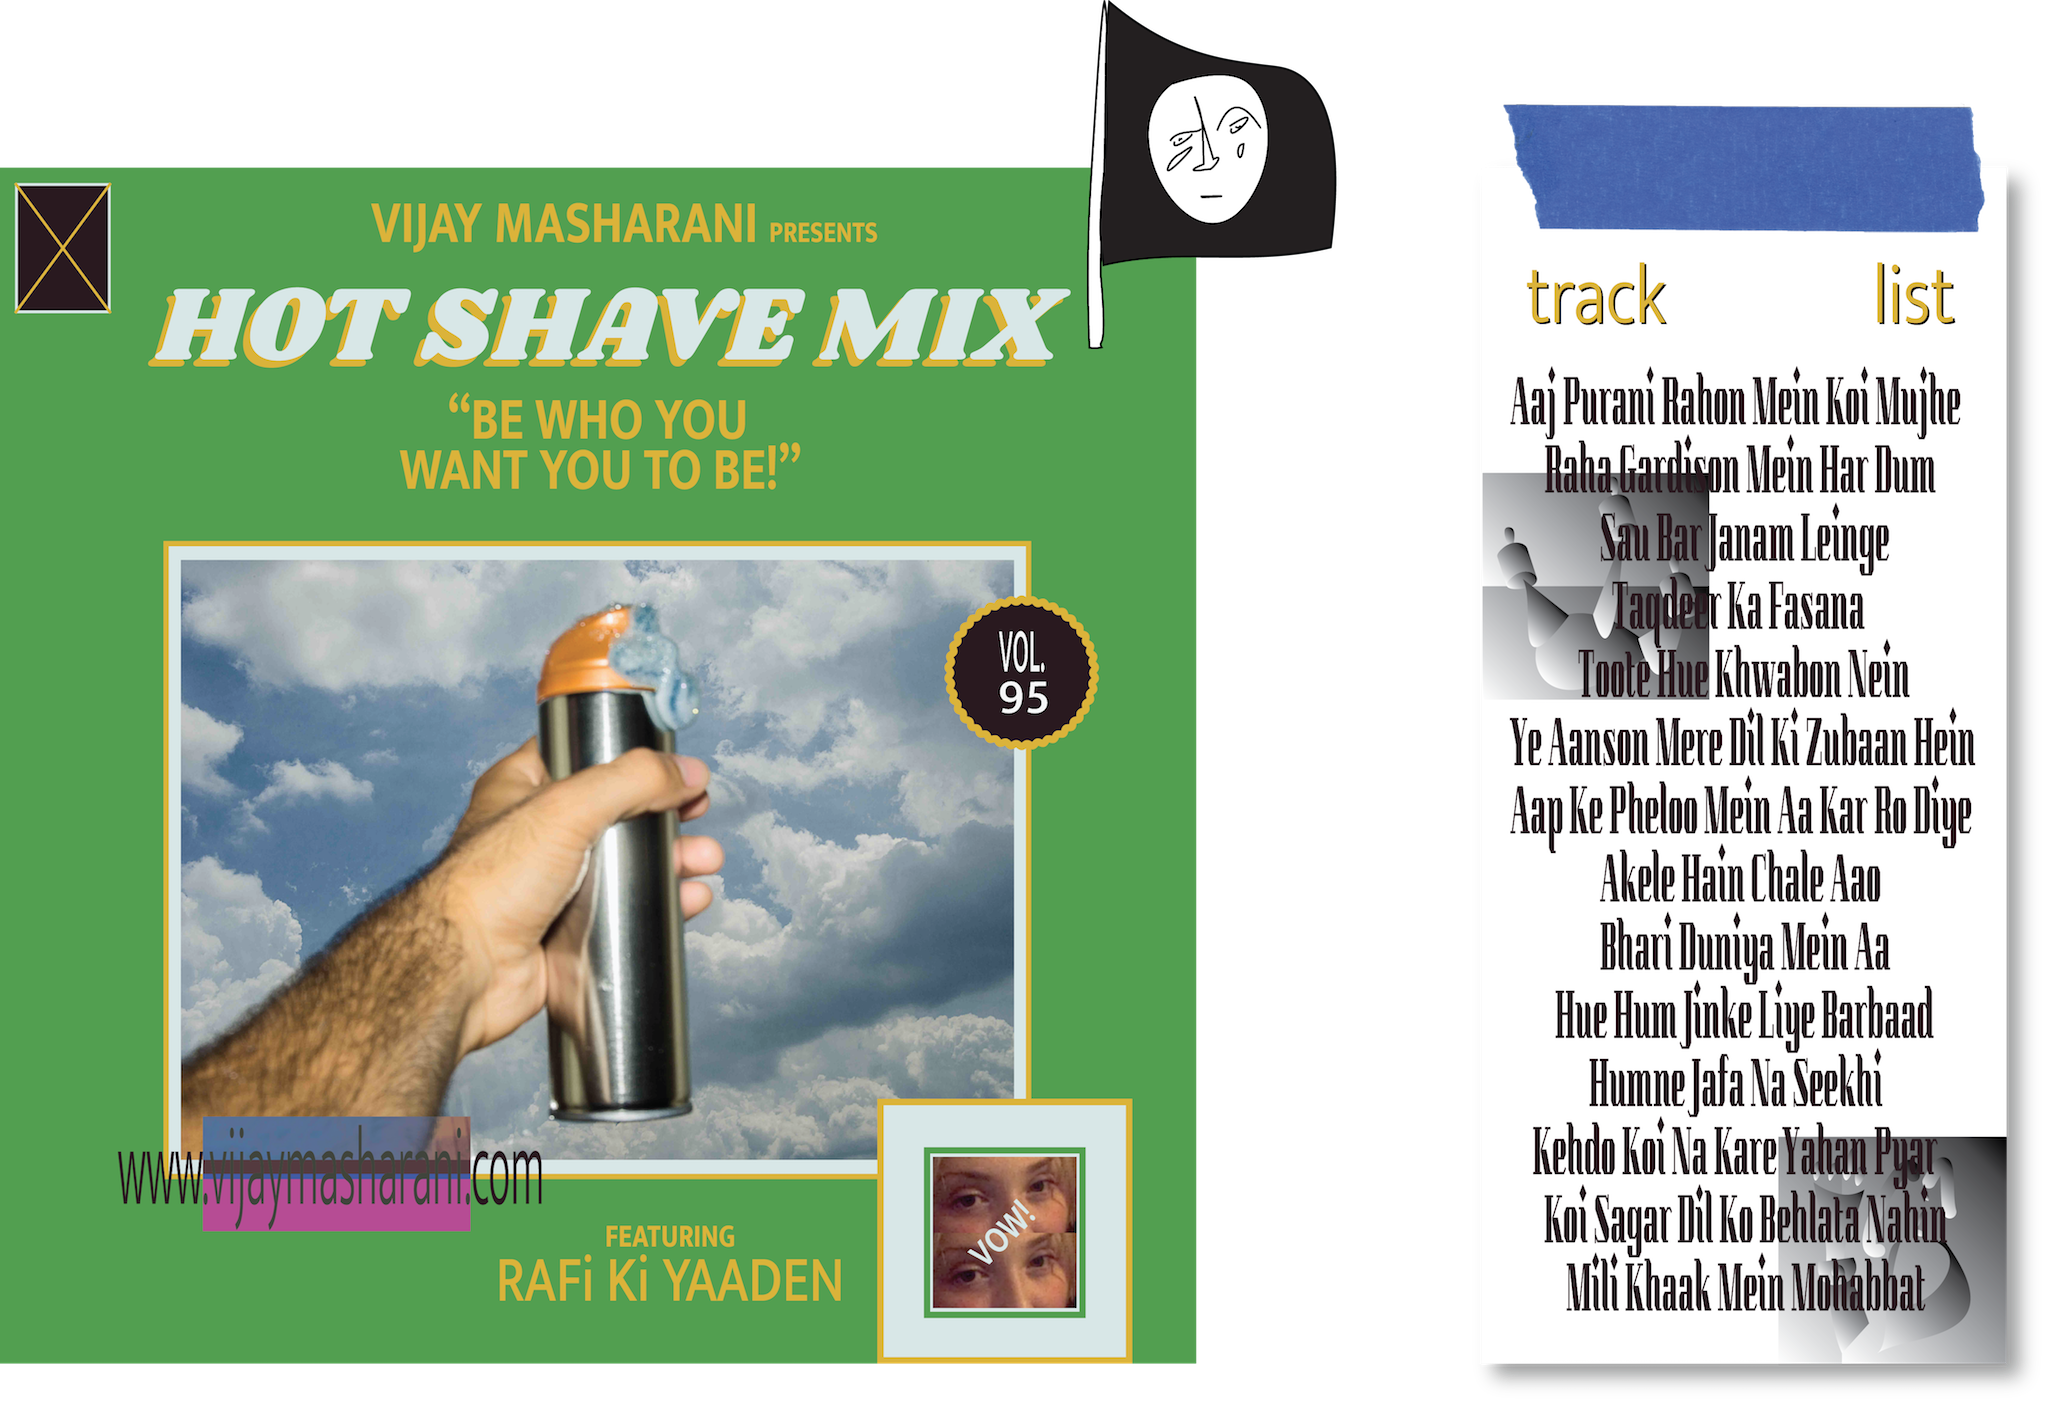 VIJAY MASHARANI PRESENTS
HOT SHAVE MIX
“BE WHO YOU
WANT YOU TO BE!”
VOL.
95
www.vijaymasharani.com
FEATURING
RAFi Ki YAADEN
VOW!
track list
Aaj Purani Rahon Mein Koi Mujhe
Raha Gardison Mein Har Dum
Sau Bar Janam Leinge
Taqdeer Ka Fasana
Toote Hue Khwabon Nein
Ye Aanson Mere Dil Ki Zubaan Hein
Aap Ke Pheloo Mein Aa Kar Ro Diye
Akele Hain Chale Aao
Bhari Duniya Mein Aa
Hue Hum Jinke Liye Barbaad
Humne Jafa Na Seekhi
Kehdo Koi Na Kare Yahan Pyar
Koi Sagar Dil Ko Behlata Nahin
Mili Khaak Mein Mohabbat